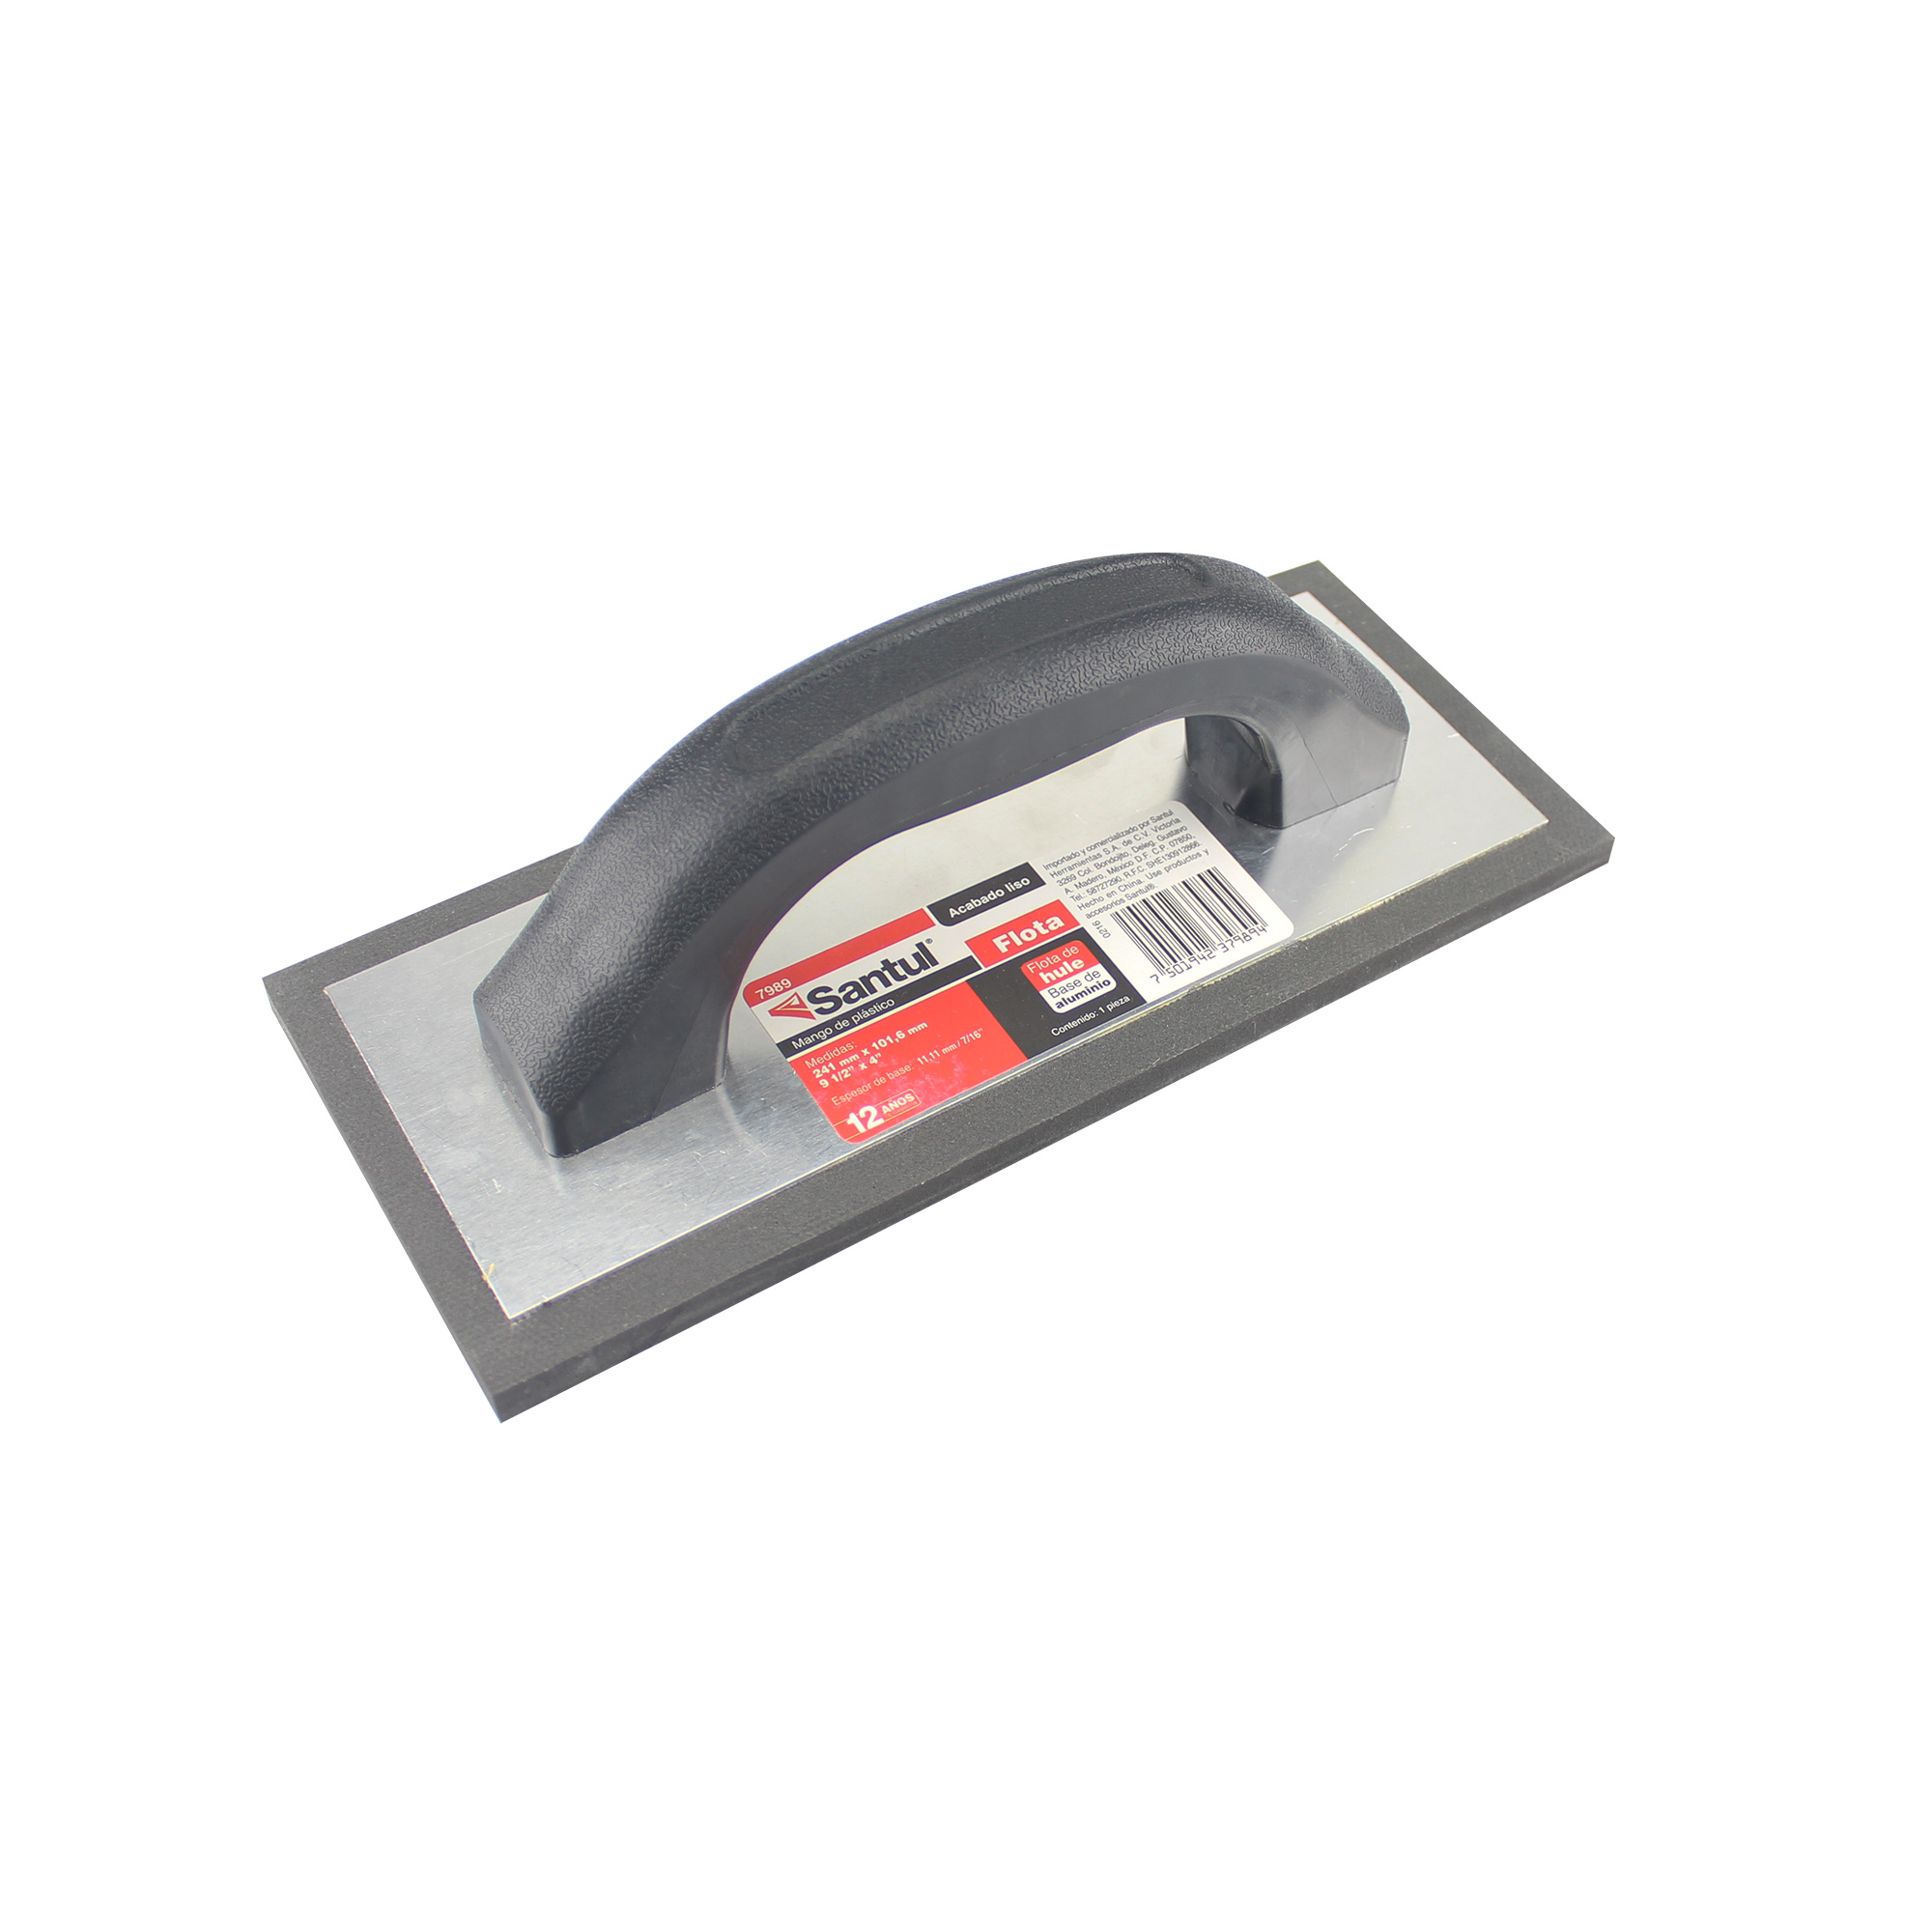 7989
Santul®
Mango de plástico
Medidas:
241 mm x 101,6 mm
9 1/2" x 4"
Espesor de base: 11,11 mm / 7/16"
12 AÑOS
Acabado liso
Flota
Flota de
hule
Base de
aluminio
Contenido: 1 pieza
Importado y comercializado por Santul
Herramientas S.A. de C.V. Victoria
3269 Col. Bondojito, Deleg. Gustavo
A. Madero, México D.F. C.P. 07850,
Tel.: 58727290, R.F.C. SHE130912866
Hecho en China. Use productos y
accesorios Santul®.
7 501942 379894